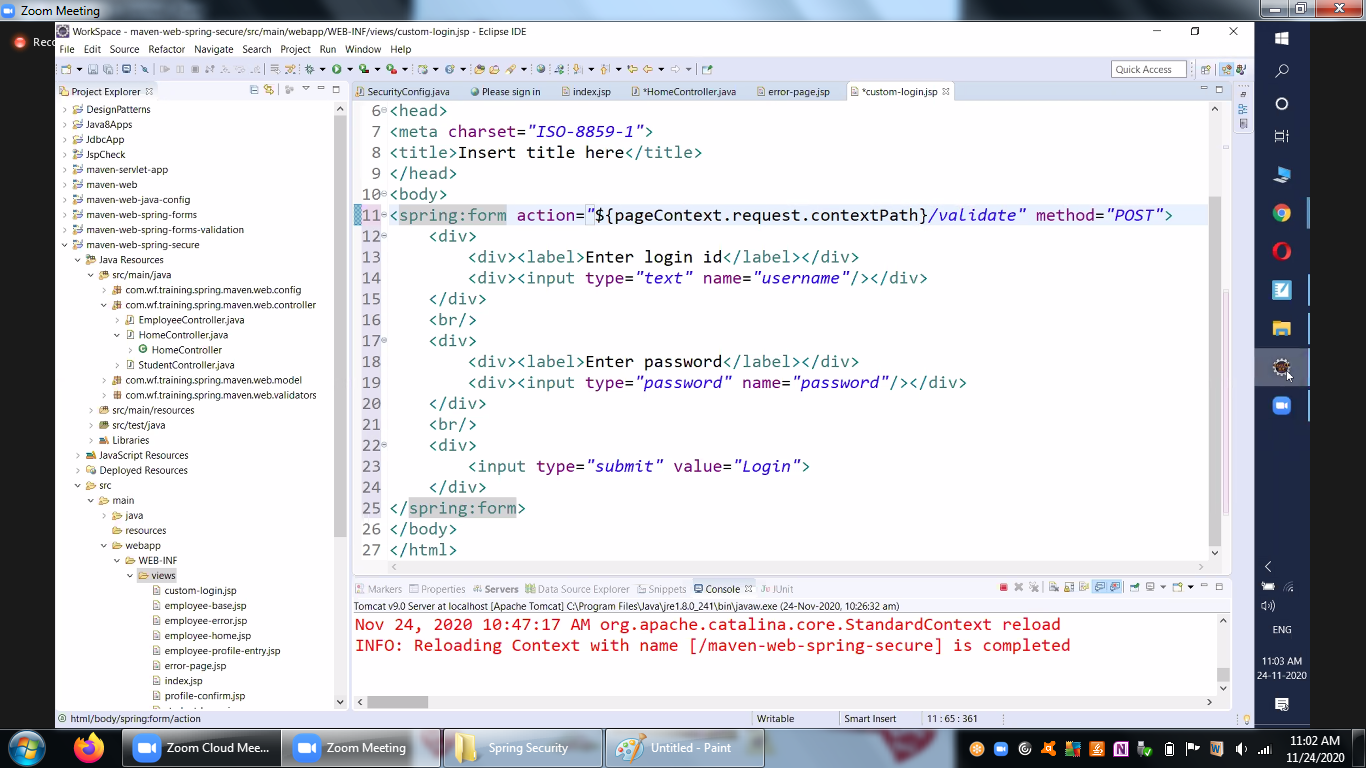 Zoom Meeting
Reco
WorkSpace - maven-web-spring-secure/src/main/webapp/WEB-INF/views/custom-login.jsp - Eclipse IDE
File Edit Source Refactor Navigate Search Project Run Window Help
Quick Access
Project Explorer
DesignPatterns
Java8Apps
JdbcApp
JspCheck
maven-servlet-app
maven-web
maven-web-java-config
maven-web-spring-forms
maven-web-spring-forms-validation
maven-web-spring-secure
Java Resources
src/main/java
com.wf.training.spring.maven.web.config
com.wf.training.spring.maven.web.controller
EmployeeController.java
HomeController.java
HomeController
StudentController.java
com.wf.training.spring.maven.web.model
com.wf.training.spring.maven.web.validators
src/main/resources
src/test/java
Libraries
JavaScript Resources
Deployed Resources
src
main
java
resources
webapp
WEB-INF
views
custom-login.jsp
employee-base.jsp
employee-error.jsp
employee-home.jsp
employee-profile-entry.jsp
error-page.jsp
index.jsp
profile-confirm.jsp
SecurityConfig.java Please sign in index.jsp *HomeController.java error-page.jsp *custom-login.jsp
6 <head>
7 <meta charset="ISO-8859-1">
8 <title>Insert title here</title>
9 </head>
10 <body>
11 <spring:form action="${pageContext.request.contextPath}/validate" method="POST">
12 <div>
13 <div><label>Enter login id</label></div>
14 <div><input type="text" name="username"/></div>
15 </div>
16 <br/>
17 <div>
18 <div><label>Enter password</label></div>
19 <div><input type="password" name="password"/></div>
20 </div>
21 <br/>
22 <div>
23 <input type="submit" value="Login">
24 </div>
25 </spring:form>
26 </body>
27 </html>
Markers Properties Servers Data Source Explorer Snippets Console JUnit
Tomcat v9.0 Server at localhost [Apache Tomcat] C:\Program Files\Java\jre1.8.0_241\bin\javaw.exe (24-Nov-2020, 10:26:32 am)
Nov 24, 2020 10:47:17 AM org.apache.catalina.core.StandardContext reload
INFO: Reloading Context with name [/maven-web-spring-secure] is completed
html/body/spring:form/action
Writable Smart Insert 11 : 65 : 361
ENG
11:03 AM
24-11-2020
Zoom Cloud Mee... Zoom Meeting Spring Security Untitled - Paint
11:02 AM
11/24/2020